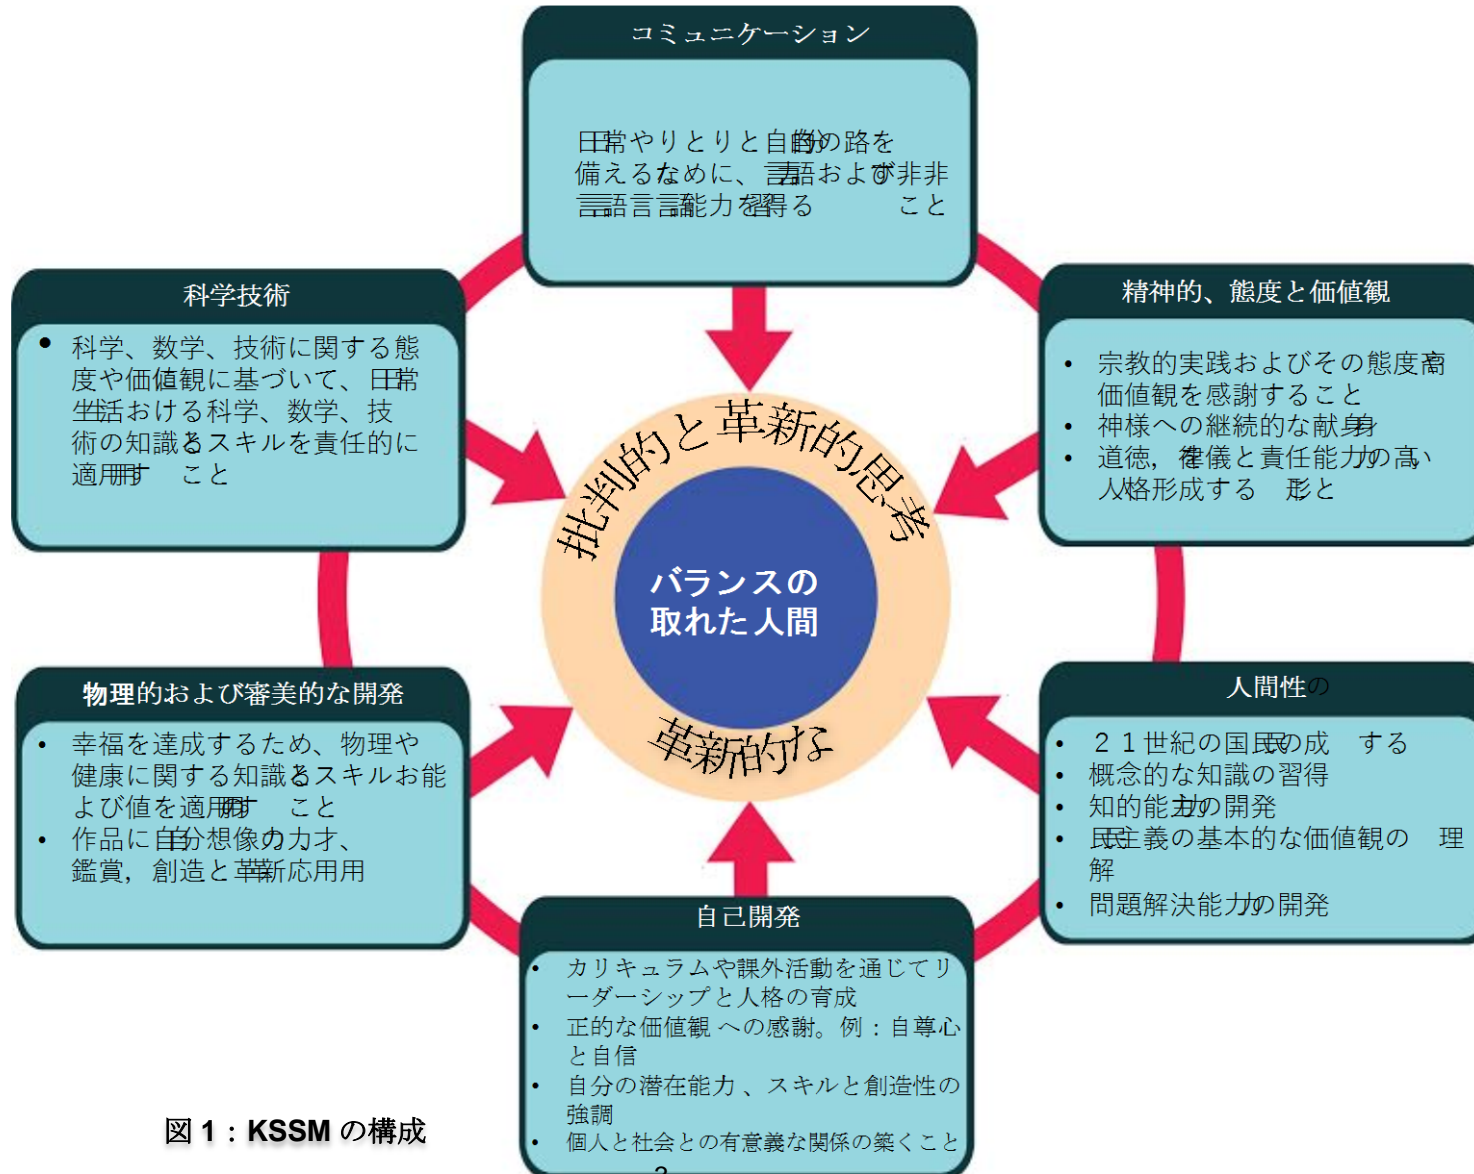 コミュニケーション
日常やりとりと自分の路を
備えるために、言語および非
言語能力を習得る こと
科学技術
• 科学、数学、技術に関する態
度や価値観に基づいて、日常
生活おける科学、数学、技
術の知識とスキルを責任的に
適用す こと
精神的、態度と価値観
• 宗教的実践およびその態度
価値観を感謝すること
• 神様への継続的な献身
• 道徳，儀と責任能力の高い
人格形成する と
批判的と革新的思考
バランスの
取れた人間
革新的な
物理的および審美的な開発
• 幸福を達成するため、物理や
健康に関する知識とスキルお
よび値を適用す こと
• 作品に自分想像の力才、
鑑賞，創造と革新応用用
人間性の
• ２１世紀の国民の成 する
• 概念的な知識の習得
• 知的能力の開発
• 民主義の基本的な価値観の 理
解
• 問題解決能力の開発
自己開発
• カリキュラムや課外活動を通じてリ
ーダーシップと人格の育成
• 正的な価値観 への感謝。例：自尊心
と自信
• 自分の潜在能力 、スキルと創造性の
強調
• 個人と社会との有意義な関係の築くこと
図 1：KSSM の構成